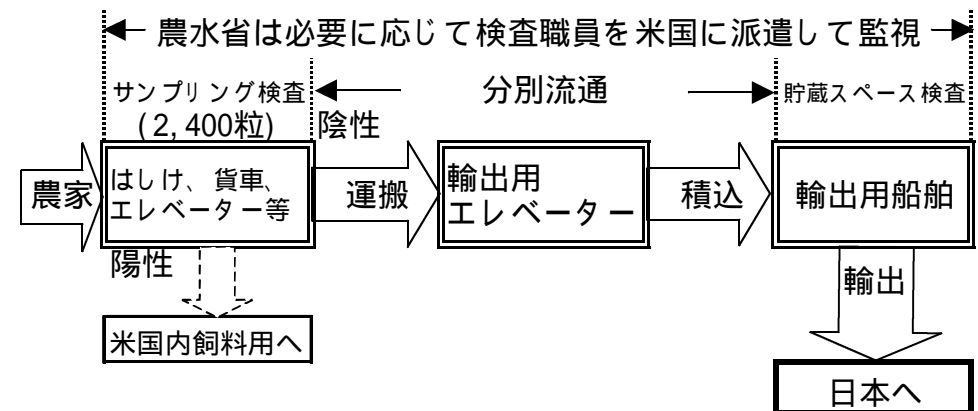 農水省は必要に応じて検査職員を米国に派遣して監視
サンプリング検査
(2,400粒)
分別流通
貯蔵スペース検査
陰性
農家
はしけ、貨車、
エレベーター等
運搬
輸出用
エレベーター
積込
輸出用船舶
陽性
輸出
米国内飼料用へ
日本へ